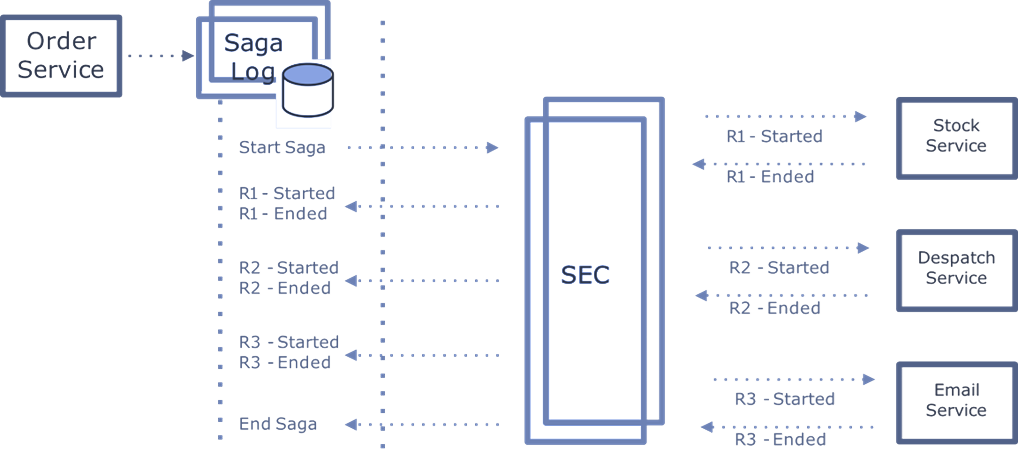 Order
Service
Saga
Log
Start Saga
R1 - Started
R1 - Ended
R2 - Started
R2 - Ended
R3 - Started
R3 - Ended
End Saga
SEC
R1 - Started
R1 - Ended
R2 - Started
R2 - Ended
R3 - Started
R3 - Ended
Stock
Service
Despatch
Service
Email
Service